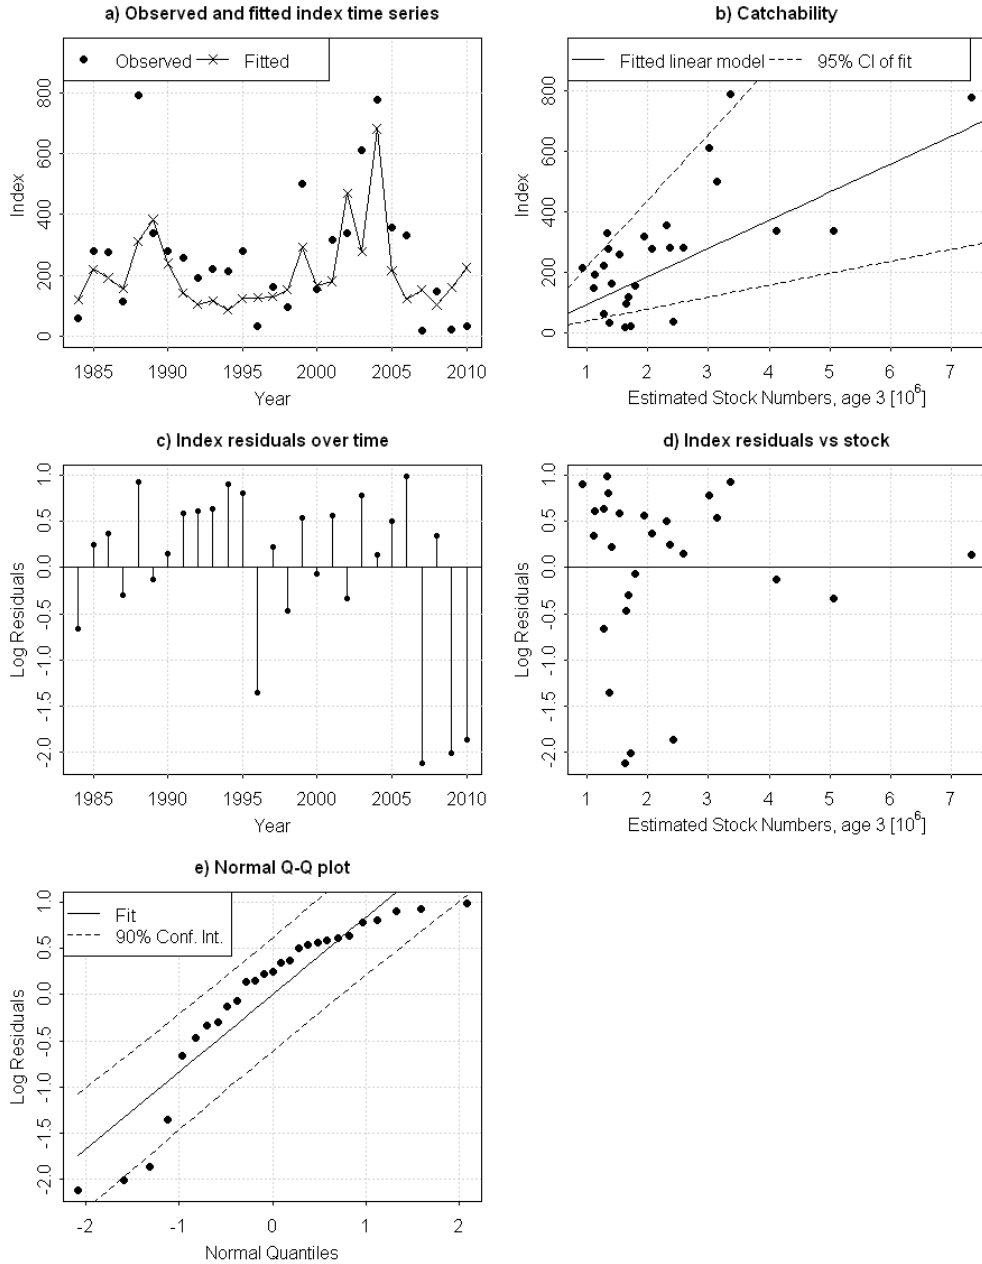 a) Observed and fitted index time series
Observed Fitted
800
600
400
200
0
Index
1985 1990 1995 2000 2005 2010
Year
b) Catchability
Fitted linear model 95% CI of fit
800
600
400
200
0
Index
1 2 3 4 5 6 7
Estimated Stock Numbers, age 3 [10^6]
c) Index residuals over time
1.0
0.5
0.0
-0.5
-1.0
-1.5
-2.0
Log Residuals
1985 1990 1995 2000 2005 2010
Year
d) Index residuals vs stock
1.0
0.5
0.0
-0.5
-1.0
-1.5
-2.0
Log Residuals
1 2 3 4 5 6 7
Estimated Stock Numbers, age 3 [10^6]
e) Normal Q-Q plot
Fit
90% Conf. Int.
1.0
0.5
0.0
-0.5
-1.0
-1.5
-2.0
Log Residuals
-2 -1 0 1 2
Normal Quantiles